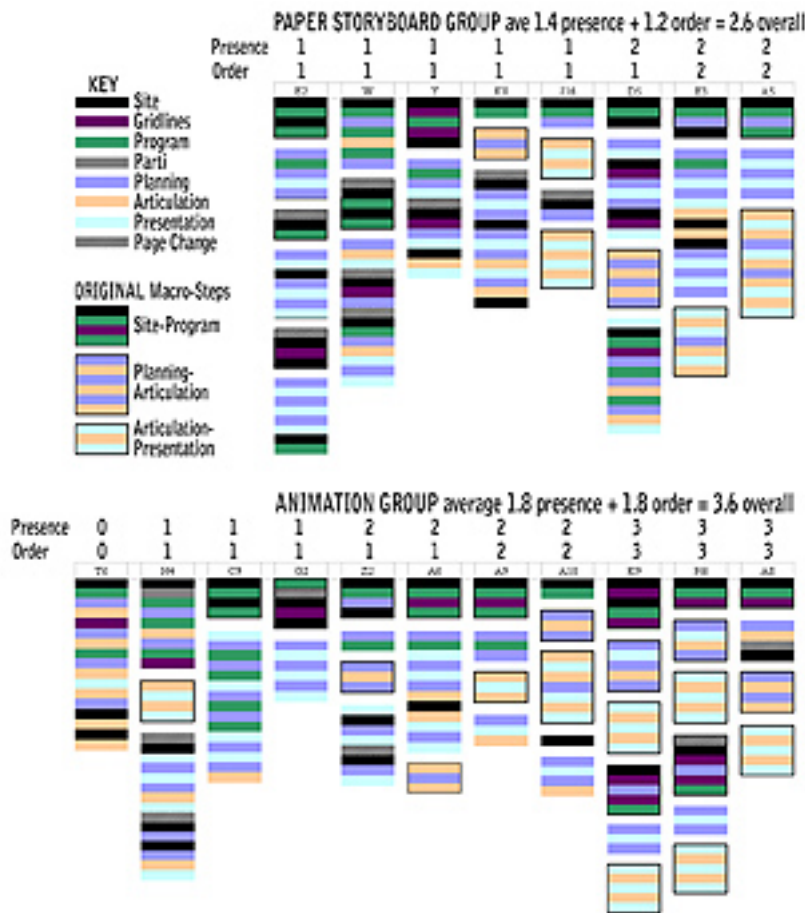 PAPER STORYBOARD GROUP ave 1.4 presence + 1.2 order = 2.6 overall
Presence 1 1 1 1 1 2 2 2
Order 1 1 1 1 1 1 2 2
KEY
Site
Gridlines
Program
Parti
Planning
Articulation
Presentation
Page Change
ORIGINAL Macro-Steps
Site-Program
Planning-
Articulation
Articulation-
Presentation
ANIMATION GROUP average 1.8 presence + 1.8 order = 3.6 overall
Presence 0 1 1 1 2 2 2 2 3 3 3
Order 0 1 1 1 1 1 2 2 3 3 3